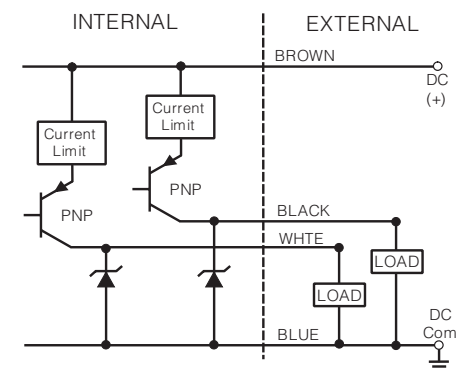 INTERNAL
EXTERNAL
BROWN
DC
(+)
Current
Limit
Current
Limit
PNP
PNP
BLACK
WHTE
LOAD
LOAD
BLUE
DC
Com